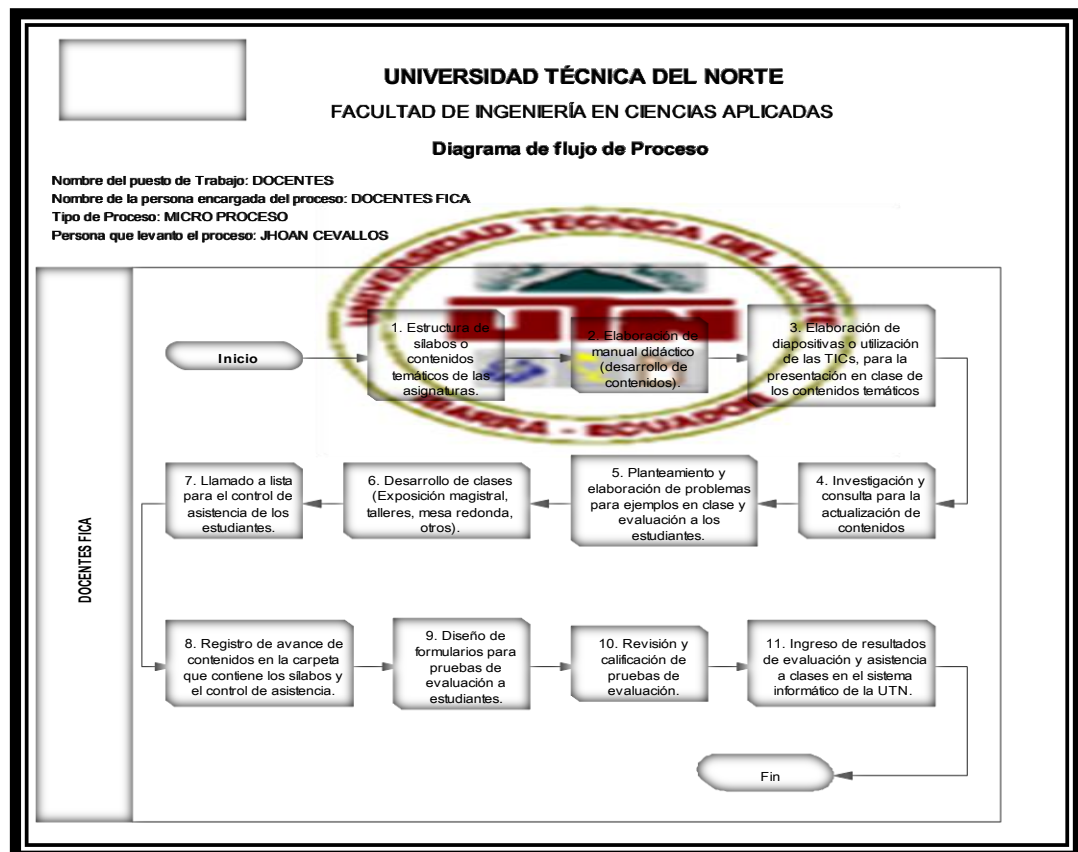 UNIVERSIDAD TÉCNICA DEL NORTE
FACULTAD DE INGENIERÍA EN CIENCIAS APLICADAS
Diagrama de flujo de Proceso
Nombre del puesto de Trabajo: DOCENTES
Nombre de la persona encargada del proceso: DOCENTES FICA
Tipo de Proceso: MICRO PROCESO
Persona que levanto el proceso: JHOAN CEVALLOS
UNIVERSIDAD TECNICA DEL NORTE
UTN
IBARRA - ECUADOR
DOCENTES FICA
Inicio
1. Estructura de
sílabos o
contenidos
temáticos de las
asignaturas.
2. Elaboración de
manual didáctico
(desarrollo de
contenidos).
3. Elaboración de
diapositivas o utilización
de las TICs, para la
presentación en clase de
los contenidos temáticos
4. Investigación y
consulta para la
actualización de
contenidos
5. Planteamiento y
elaboración de problemas
para ejemplos en clase y
evaluación a los
estudiantes.
6. Desarrollo de clases
(Exposición magistral,
talleres, mesa redonda,
otros).
7. Llamado a lista
para el control de
asistencia de los
estudiantes.
8. Registro de avance de
contenidos en la carpeta
que contiene los sílabos y
el control de asistencia.
9. Diseño de
formularios para
pruebas de
evaluación a
estudiantes.
10. Revisión y
calificación de
pruebas de
evaluación.
11. Ingreso de resultados
de evaluación y asistencia
a clases en el sistema
informático de la UTN.
Fin